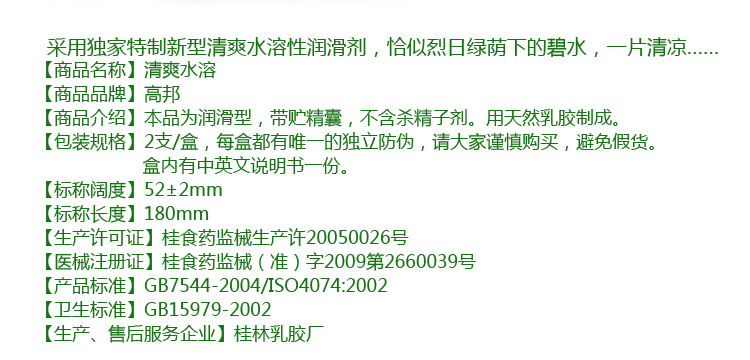 采用独家特制新型清爽水溶性润滑剂，恰似烈日绿荫下的碧水，一片清凉......
【商品名称】清爽水溶
【商品品牌】高邦
【商品介绍】本品为润滑型，带贮精囊，不含杀精子剂。用天然乳胶制成。
【包装规格】2支/盒，每盒都有唯一的独立防伪，请大家谨慎购买，避免假货。
盒内有中英文说明书一份。
【标称阔度】52±2mm
【标称长度】180mm
【生产许可证】桂食药监械生产许20050026号
【医械注册证】桂食药监械（准）字2009第2660039号
【产品标准】GB7544-2004/ISO4074:2002
【卫生标准】GB15979-2002
【生产、售后服务企业】桂林乳胶厂